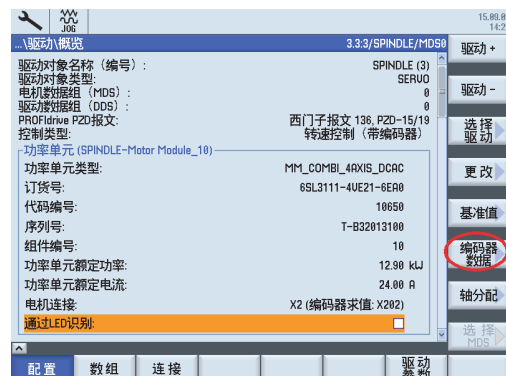 JOG
15.09.0
14:2
...\驱动\概览 3.3:3/SPINDLE/MDS0
驱动对象名称（编号）: SPINDLE (3)
驱动对象类型: SERVO
电机数据组（MDS）: 0
驱动数据组（DDS）: 0
PROFIdrive PZD报文: 西门子报文 136, PZD-15/19
控制类型: 转速控制（带编码器）
功率单元 (SPINDLE-Motor Module_10)
功率单元类型: MM_COMBI_4AXIS_DCAC
订货号: 6SL3111-4VE21-6EA0
代码编号: 10650
序列号: T-B32013100
组件编号: 10
功率单元额定功率: 12.90 kW
功率单元额定电流: 24.00 A
电机连接: X2 (编码器求值: X202)
通过LED识别:
驱动 +
驱动 -
选择
驱动
更改
基准值
编码器
数据
轴分配
选择
MDS
配置 数组 连接 驱动
参数